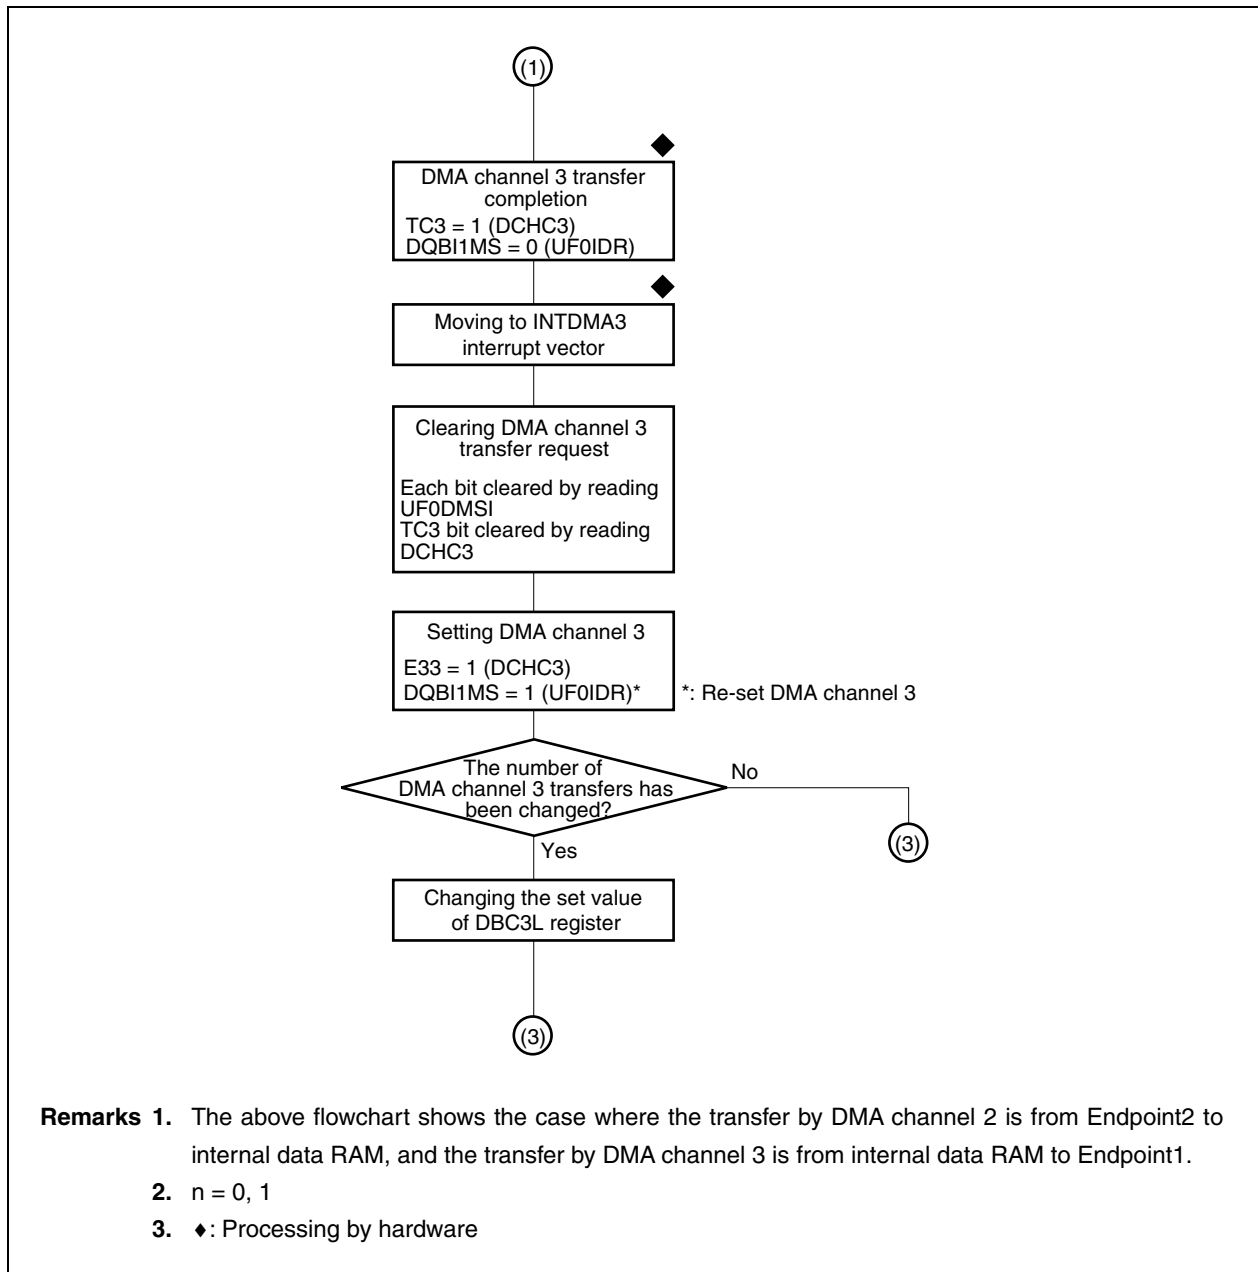 (1)
DMA channel 3 transfer
completion
TC3 = 1 (DCHC3)
DQBI1MS = 0 (UF0IDR)
Moving to INTDMA3
interrupt vector
Clearing DMA channel 3
transfer request
Each bit cleared by reading
UF0DMSI
TC3 bit cleared by reading
DCHC3
Setting DMA channel 3
E33 = 1 (DCHC3)
DQBI1MS = 1 (UF0IDR)* *: Re-set DMA channel 3
The number of
DMA channel 3 transfers has
been changed?
No
(3)
Yes
Changing the set value
of DBC3L register
(3)
Remarks 1. The above flowchart shows the case where the transfer by DMA channel 2 is from Endpoint2 to
internal data RAM, and the transfer by DMA channel 3 is from internal data RAM to Endpoint1.
2. n = 0, 1
3. ♦: Processing by hardware